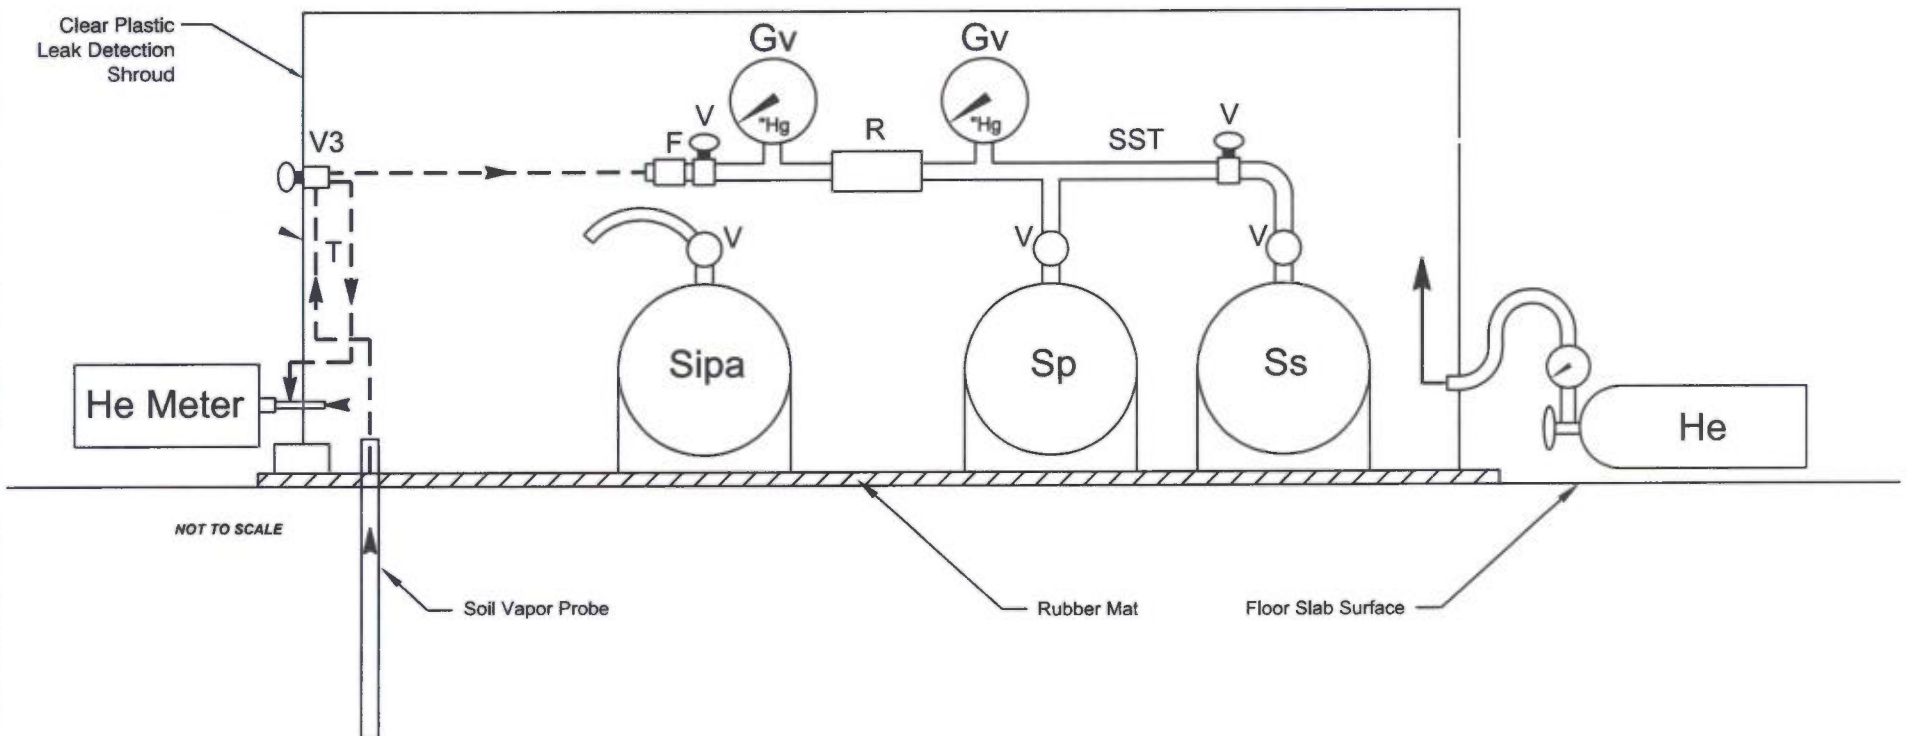 Clear Plastic
Leak Detection
Shroud
Gv
Gv
V3
F
V
"Hg
R
"Hg
SST
V
T
V
V
V
Sipa
Sp
Ss
He Meter
He
NOT TO SCALE
Soil Vapor Probe
Rubber Mat
Floor Slab Surface